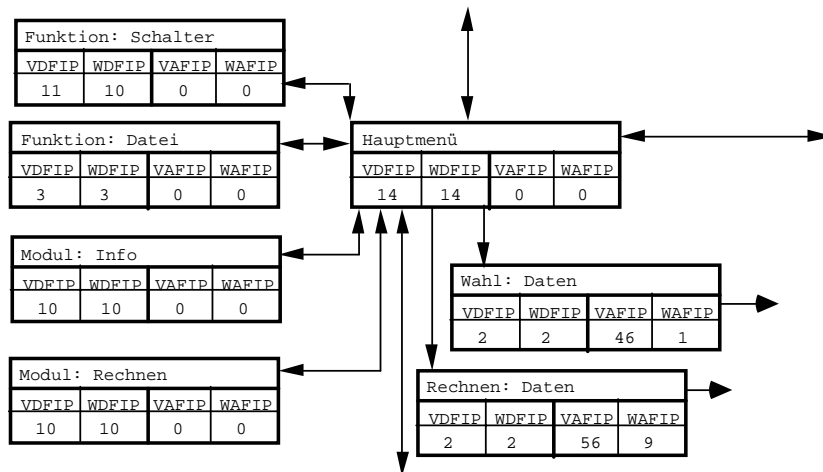 Funktion: Schalter
VDFIP WDFIP VAFIP WAFIP
11 10 0 0
Funktion: Datei
VDFIP WDFIP VAFIP WAFIP
3 3 0 0
Hauptmenü
VDFIP WDFIP VAFIP WAFIP
14 14 0 0
Modul: Info
VDFIP WDFIP VAFIP WAFIP
10 10 0 0
Wahl: Daten
VDFIP WDFIP VAFIP WAFIP
2 2 46 1
Modul: Rechnen
VDFIP WDFIP VAFIP WAFIP
10 10 0 0
Rechnen: Daten
VDFIP WDFIP VAFIP WAFIP
2 2 56 9